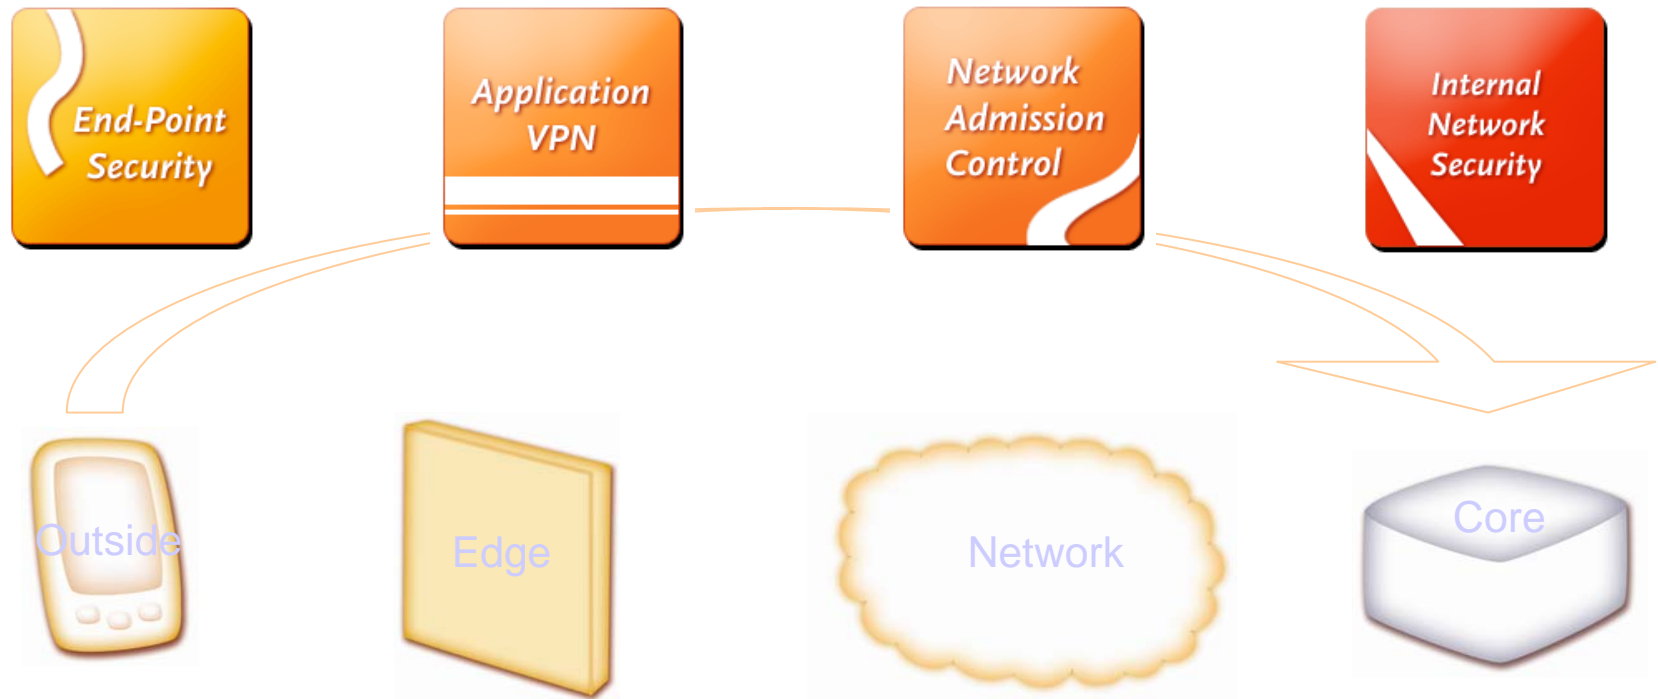 End-Point
Security
Application
VPN
Network
Admission
Control
Internal
Network
Security
Outside
Edge
Network
Core